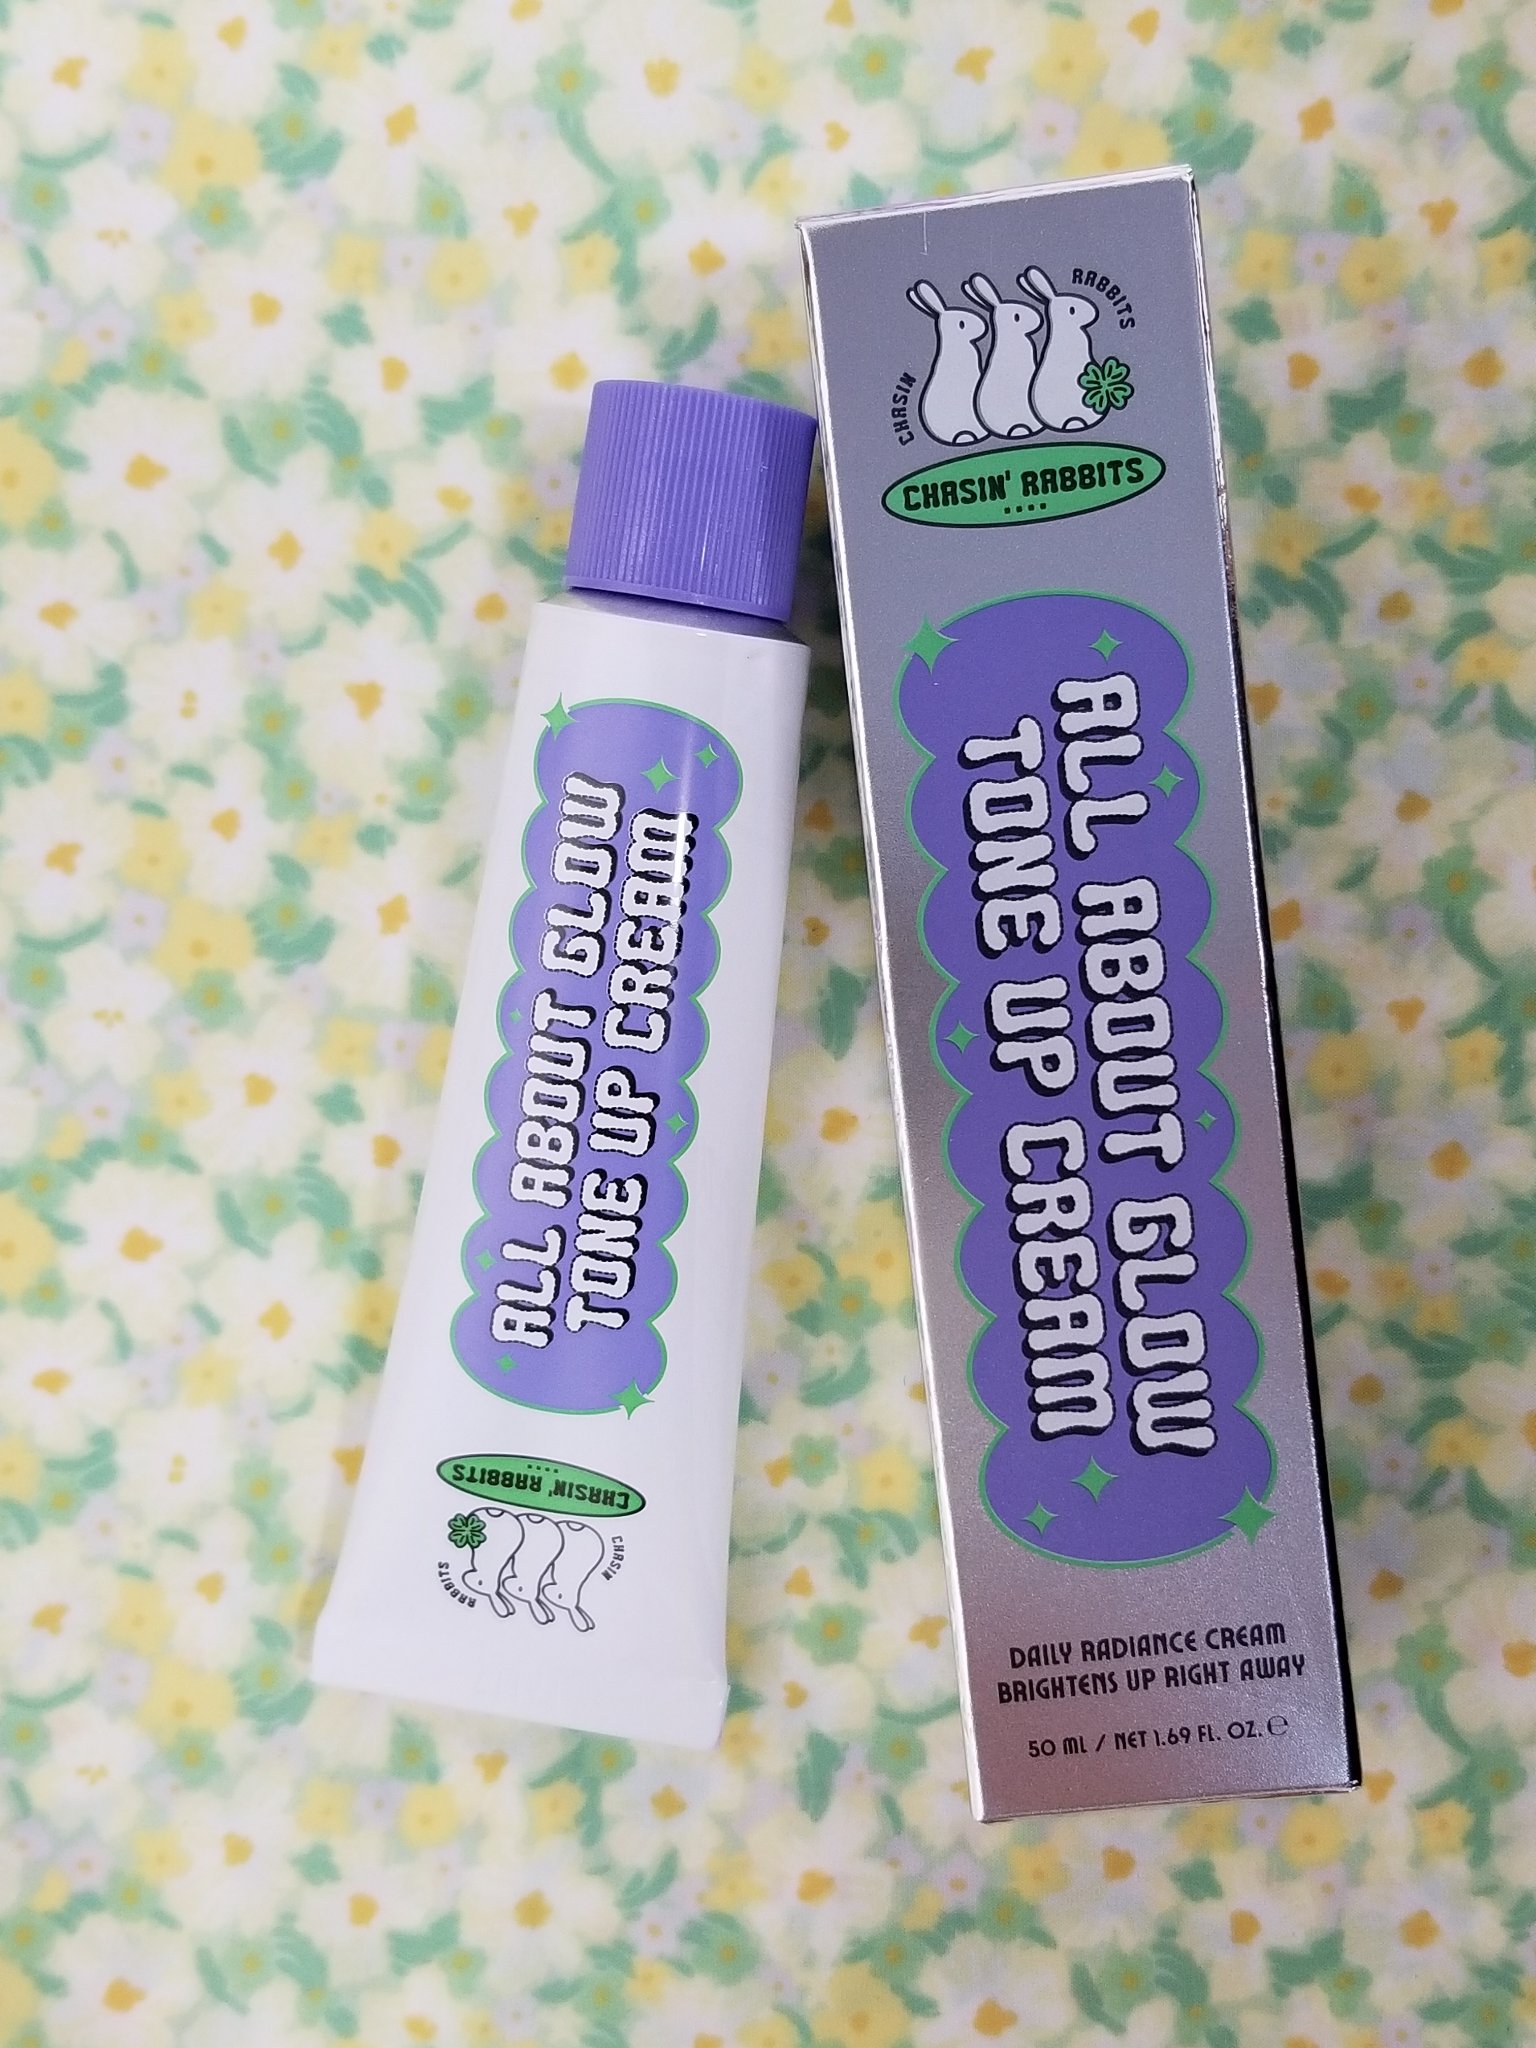 ALL ABOUT GLOW
TONE UP CREAM
CHASIN' RABBITS
CHASIN
RABBITS
CHASIN
RABBITS
CHASIN' RABBITS
ALL ABOUT GLOW
TONE UP CREAM
DAILY RADIANCE CREAM
BRIGHTENS UP RIGHT AWAY
50 ML / NET 1.69 FL. OZ. ℮